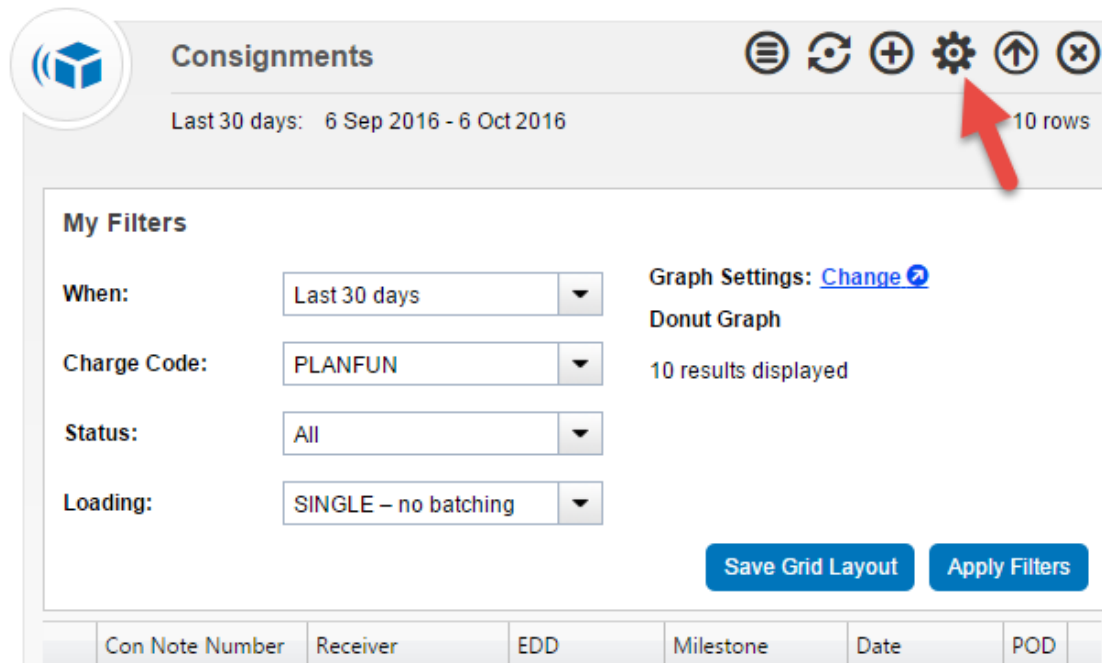 Consignments
Last 30 days: 6 Sep 2016 - 6 Oct 2016 10 rows
My Filters
When: Last 30 days Graph Settings: Change
Donut Graph
Charge Code: PLANFUN 10 results displayed
Status: All
Loading: SINGLE – no batching
Save Grid Layout Apply Filters
Con Note Number Receiver EDD Milestone Date POD